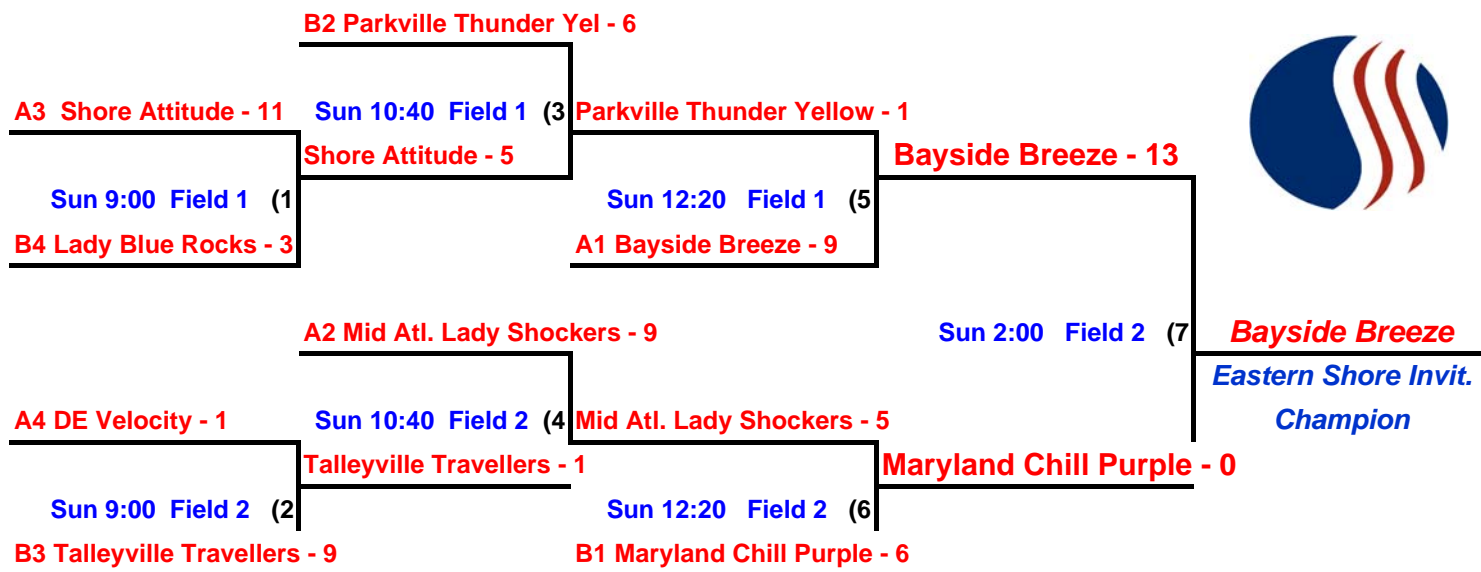 B2 Parkville Thunder Yel - 6
A3  Shore Attitude - 11
Sun 10:40  Field 1  (3
Parkville Thunder Yellow - 1
Shore Attitude - 5
Bayside Breeze - 13
Sun 9:00  Field 1   (1
Sun 12:20   Field 1   (5
B4 Lady Blue Rocks - 3
A1 Bayside Breeze - 9
A2 Mid Atl. Lady Shockers - 9
Sun 2:00   Field 2   (7
Bayside Breeze
Eastern Shore Invit.
Champion
A4 DE Velocity - 1
Sun 10:40  Field 2  (4
Mid Atl. Lady Shockers - 5
Talleyville Travellers - 1
Maryland Chill Purple - 0
Sun 9:00  Field 2   (2
Sun 12:20   Field 2   (6
B3 Talleyville Travellers - 9
B1 Maryland Chill Purple - 6